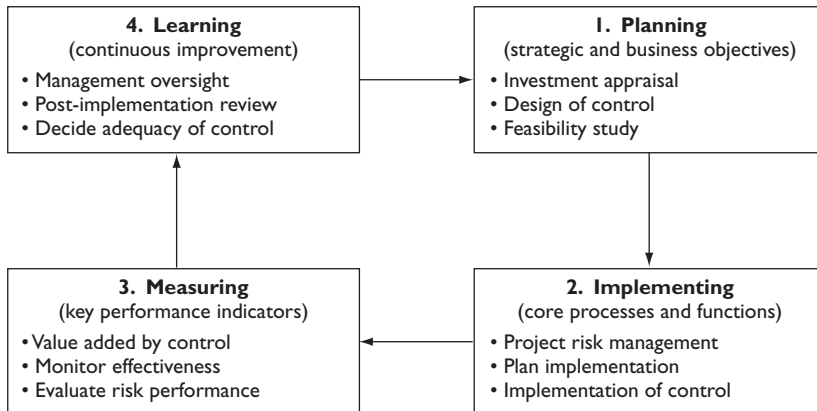 4. Learning
(continuous improvement)
• Management oversight
• Post-implementation review
• Decide adequacy of control
1. Planning
(strategic and business objectives)
• Investment appraisal
• Design of control
• Feasibility study
3. Measuring
(key performance indicators)
• Value added by control
• Monitor effectiveness
• Evaluate risk performance
2. Implementing
(core processes and functions)
• Project risk management
• Plan implementation
• Implementation of control